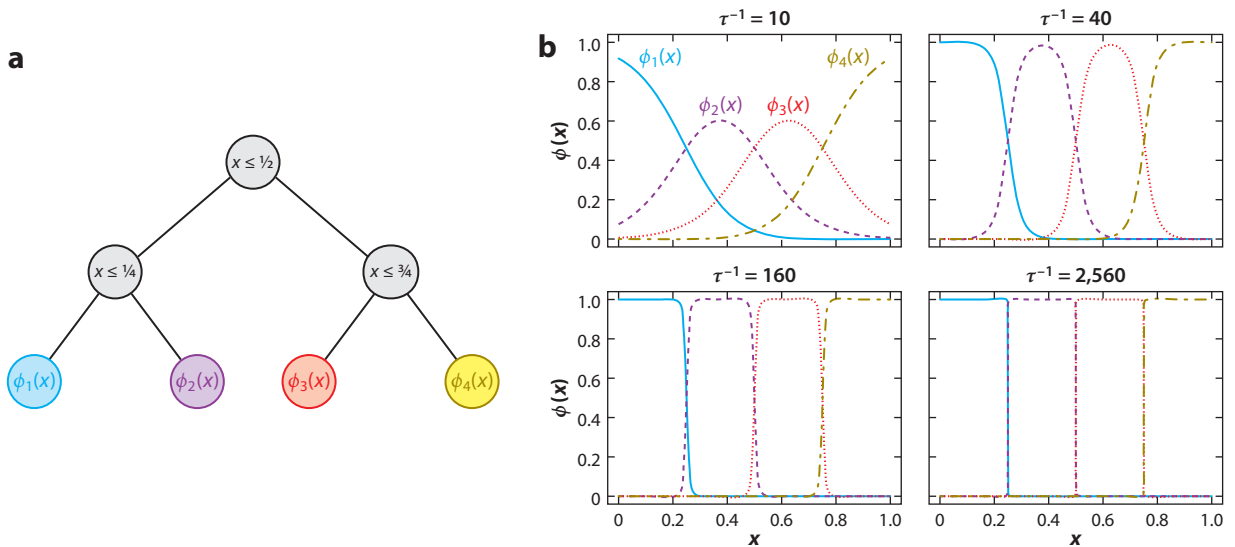 a
x ≤ ½
x ≤ ¼
x ≤ ¾
ϕ1(x)
ϕ2(x)
ϕ3(x)
ϕ4(x)
b
τ−1 = 10
τ−1 = 40
1.0
0.8
0.6
0.4
0.2
0
ϕ(x)
ϕ1(x)
ϕ2(x)
ϕ3(x)
ϕ4(x)
τ−1 = 160
τ−1 = 2,560
1.0
0.8
0.6
0.4
0.2
0
ϕ(x)
0 0.2 0.4 0.6 0.8 1.0
x
0 0.2 0.4 0.6 0.8 1.0
x